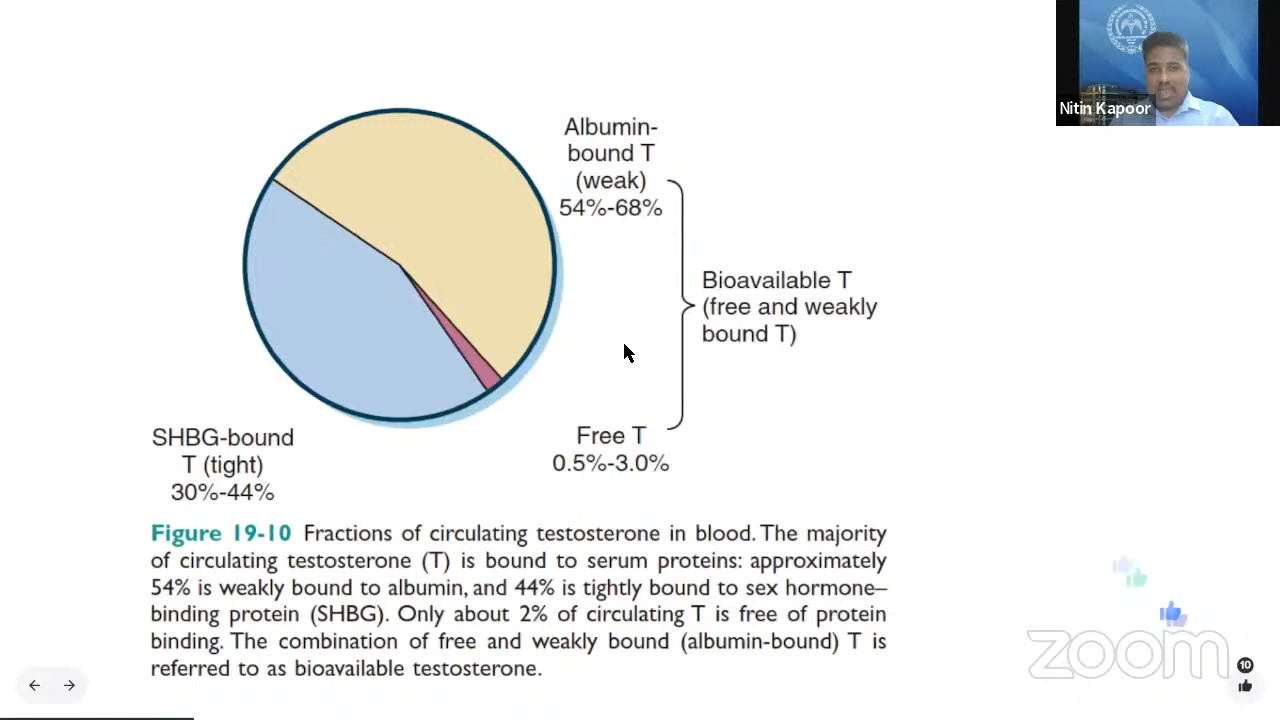 Nitin Kapoor
Albumin-
bound T
(weak)
54%-68%
Bioavailable T
(free and weakly
bound T)
Free T
0.5%-3.0%
SHBG-bound
T (tight)
30%-44%
Figure 19-10 Fractions of circulating testosterone in blood. The majority
of circulating testosterone (T) is bound to serum proteins: approximately
54% is weakly bound to albumin, and 44% is tightly bound to sex hormone–
binding protein (SHBG). Only about 2% of circulating T is free of protein
binding. The combination of free and weakly bound (albumin-bound) T is
referred to as bioavailable testosterone.
zoom
10